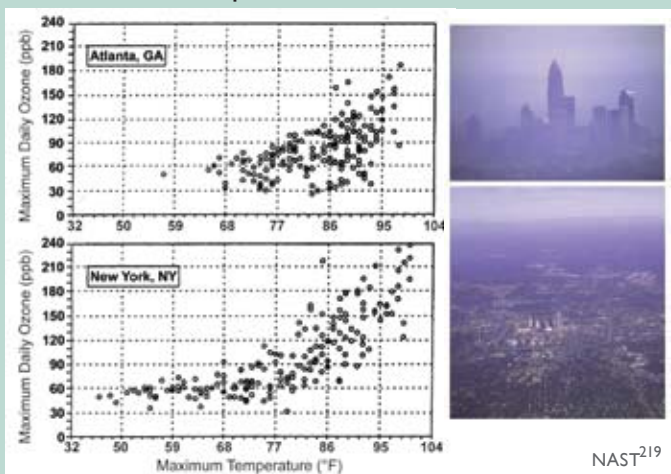 Maximum Daily Ozone (ppb)
240
210
180
150
120
90
60
30
0
Atlanta, GA
32 50 59 68 77 86 95 104
Maximum Daily Ozone (ppb)
240
210
180
150
120
90
60
30
0
New York, NY
32 50 59 68 77 86 95 104
Maximum Temperature (°F)
NAST219